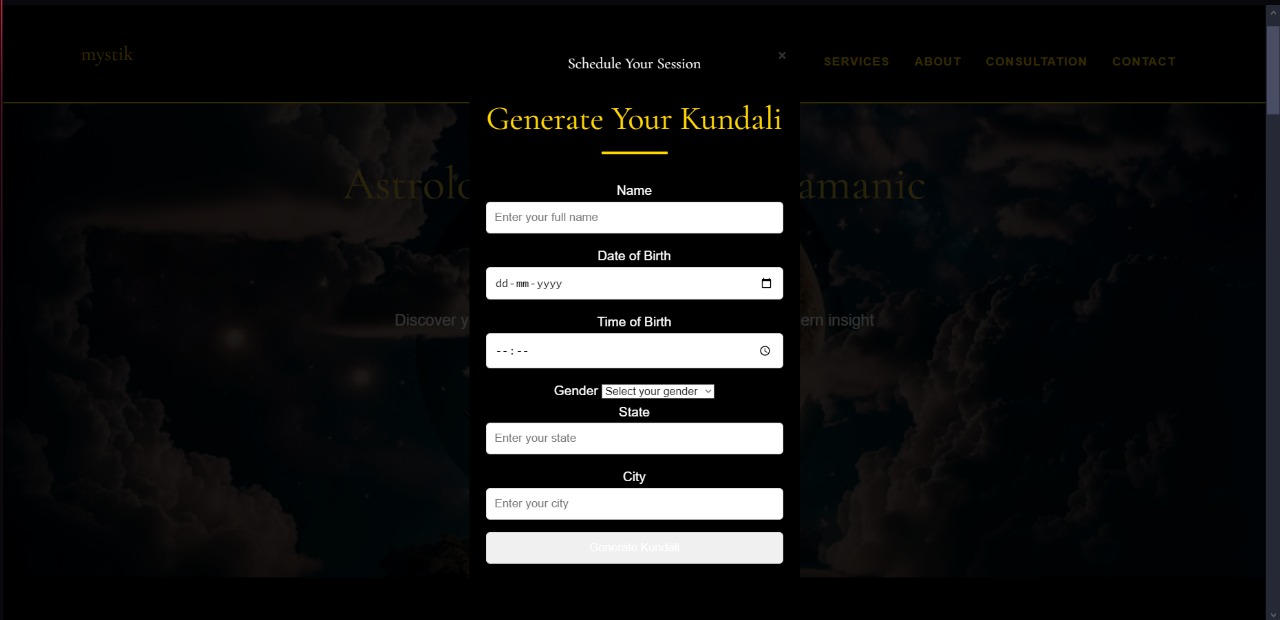 mystik
SERVICES ABOUT CONSULTATION CONTACT
Schedule Your Session ×
Generate Your Kundali
Astrolo amanic
Discover y ern insight
Name
Enter your full name
Date of Birth
dd-mm-yyyy
Time of Birth
--:--
Gender Select your gender
State
Enter your state
City
Enter your city
Generate Kundali